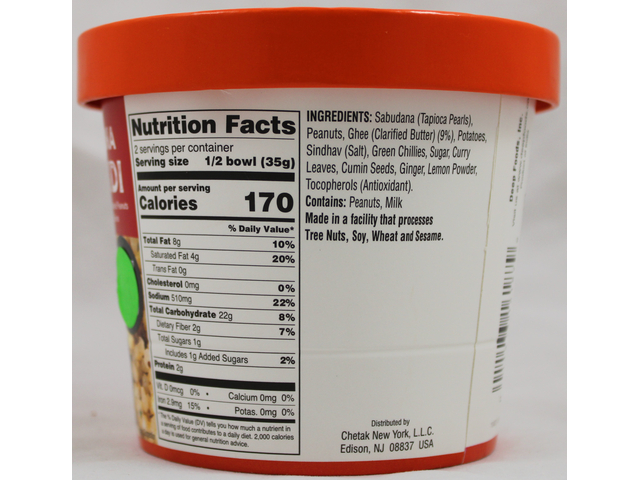 NA
DI
Nutrition Facts
2 servings per container
Serving size 1/2 bowl (35g)
Amount per serving
Calories 170
% Daily Value*
Total Fat 8g 10%
Saturated Fat 4g 20%
Trans Fat 0g
Cholesterol 0mg 0%
Sodium 510mg 22%
Total Carbohydrate 22g 8%
Dietary Fiber 2g 7%
Total Sugars 1g
Includes 1g Added Sugars 2%
Protein 2g
Vit. D 0mcg 0% • Calcium 0mg 0%
Iron 2.9mg 15% • Potas. 0mg 0%
*The % Daily Value (DV) tells you how much a nutrient in
a serving of food contributes to a daily diet. 2,000 calories
a day is used for general nutrition advice.
INGREDIENTS: Sabudana (Tapioca Pearls),
Peanuts, Ghee (Clarified Butter) (9%), Potatoes,
Sindhav (Salt), Green Chillies, Sugar, Curry
Leaves, Cumin Seeds, Ginger, Lemon Powder,
Tocopherols (Antioxidant).
Contains: Peanuts, Milk
Made in a facility that processes
Tree Nuts, Soy, Wheat and Sesame.
Distributed by
Chetak New York, L.L.C.
Edison, NJ 08837 USA
Deep Foods, Inc.